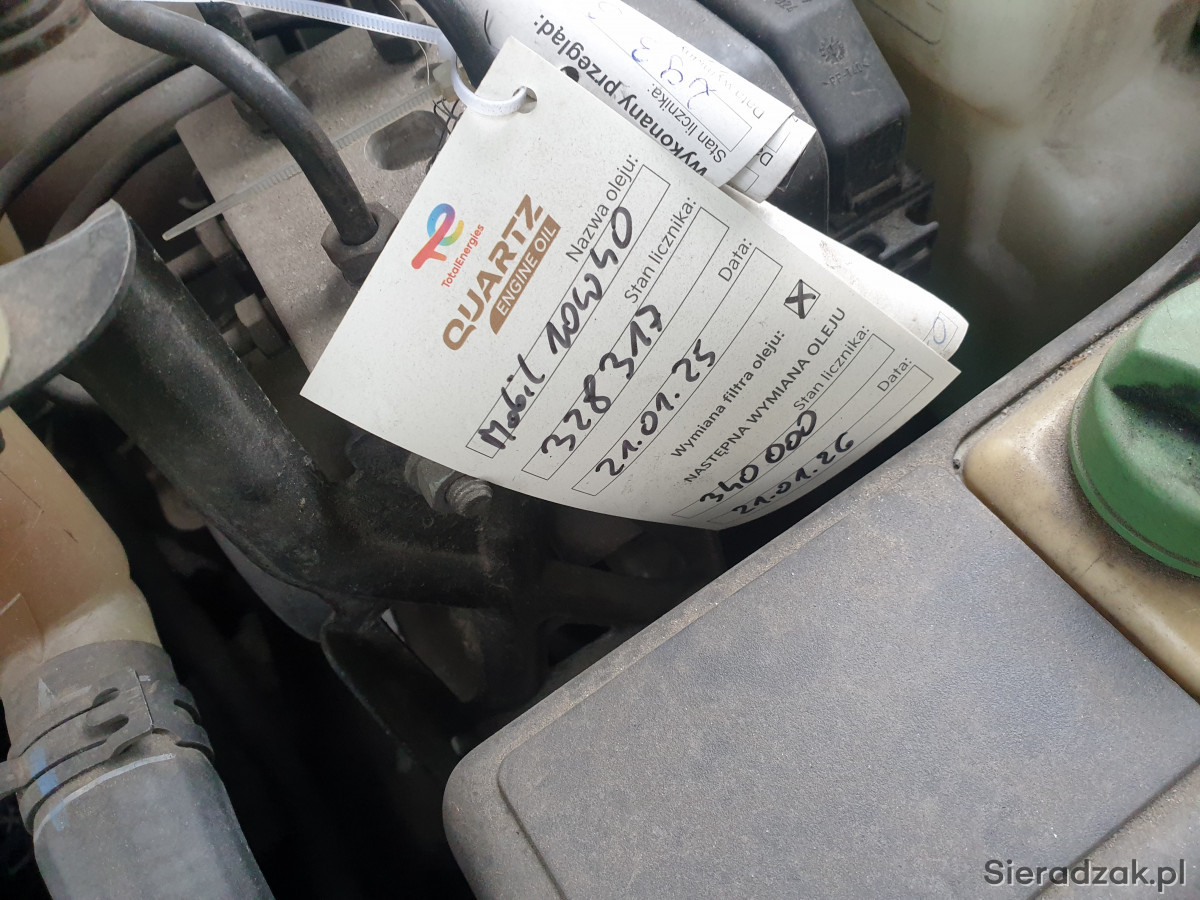 Wykonany przegląd:
Stan licznika:
TotalEnergies
QUARTZ
ENGINE OIL
Nazwa oleju:
Mobil 10W40
Stan licznika:
328317
Data:
21.01.25
Wymiana filtra oleju: X
NASTĘPNA WYMIANA OLEJU
Stan licznika:
340 000
Data:
21.01.26
Sieradzak.pl